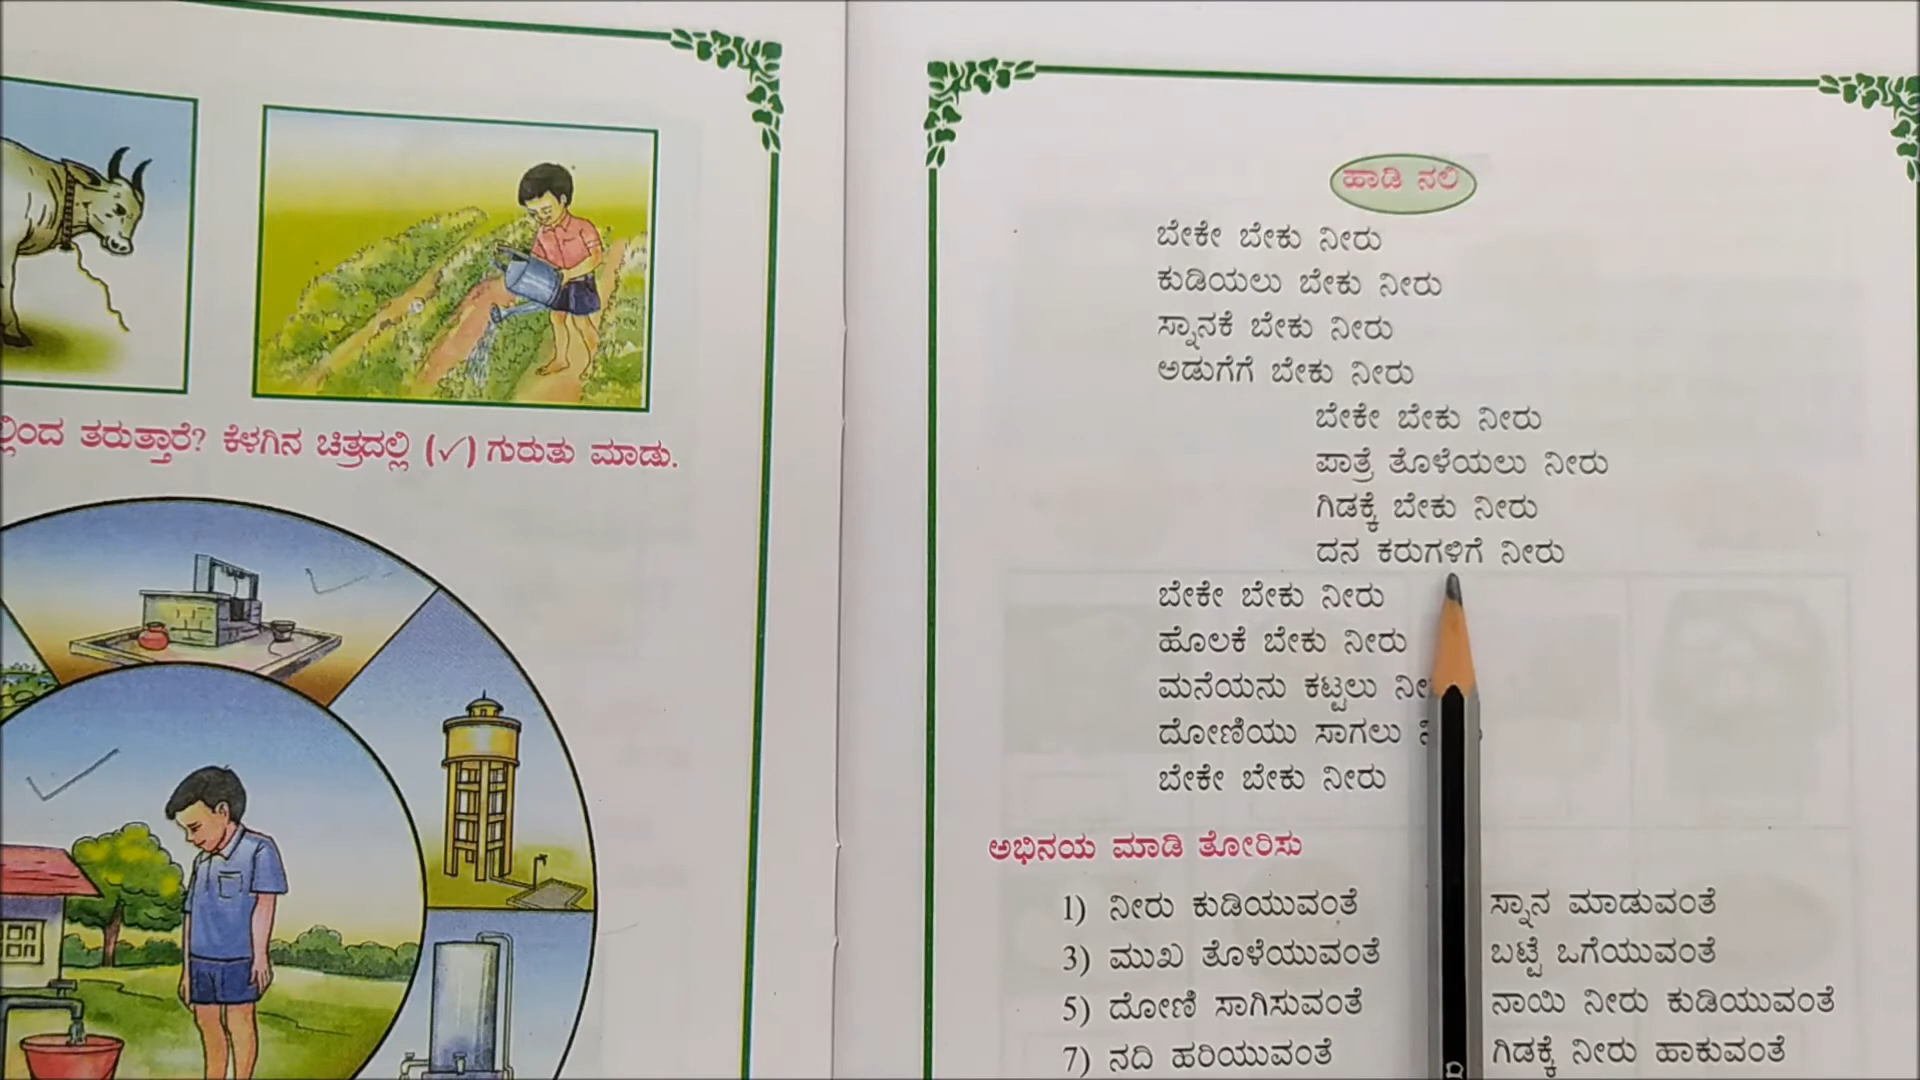 ತರುತ್ತಾರೆ? ಕೆಳಗಿನ ಚಿತ್ರದಲ್ಲಿ (✓) ಗುರುತು ಮಾಡು.
ಹಾಡಿ ನಲಿ
ಬೇಕೇ ಬೇಕು ನೀರು
ಕುಡಿಯಲು ಬೇಕು ನೀರು
ಸ್ನಾನಕೆ ಬೇಕು ನೀರು
ಅಡುಗೆಗೆ ಬೇಕು ನೀರು
ಬೇಕೇ ಬೇಕು ನೀರು
ಪಾತ್ರೆ ತೊಳೆಯಲು ನೀರು
ಗಿಡಕ್ಕೆ ಬೇಕು ನೀರು
ದನ ಕರುಗಳಿಗೆ ನೀರು
ಬೇಕೇ ಬೇಕು ನೀರು
ಹೊಲಕೆ ಬೇಕು ನೀರು
ಮನೆಯನು ಕಟ್ಟಲು
ದೋಣಿಯು ಸಾಗಲು
ಬೇಕೇ ಬೇಕು ನೀರು
ಅಭಿನಯ ಮಾಡಿ ತೋರಿಸು
1) ನೀರು ಕುಡಿಯುವಂತೆ ಸ್ನಾನ ಮಾಡುವಂತೆ
3) ಮುಖ ತೊಳೆಯುವಂತೆ ಬಟ್ಟೆ ಒಗೆಯುವಂತೆ
5) ದೋಣಿ ಸಾಗಿಸುವಂತೆ ನಾಯಿ ನೀರು ಕುಡಿಯುವಂತೆ
7) ನದಿ ಹರಿಯುವಂತೆ ಗಿಡಕ್ಕೆ ನೀರು ಹಾಕುವಂತೆ